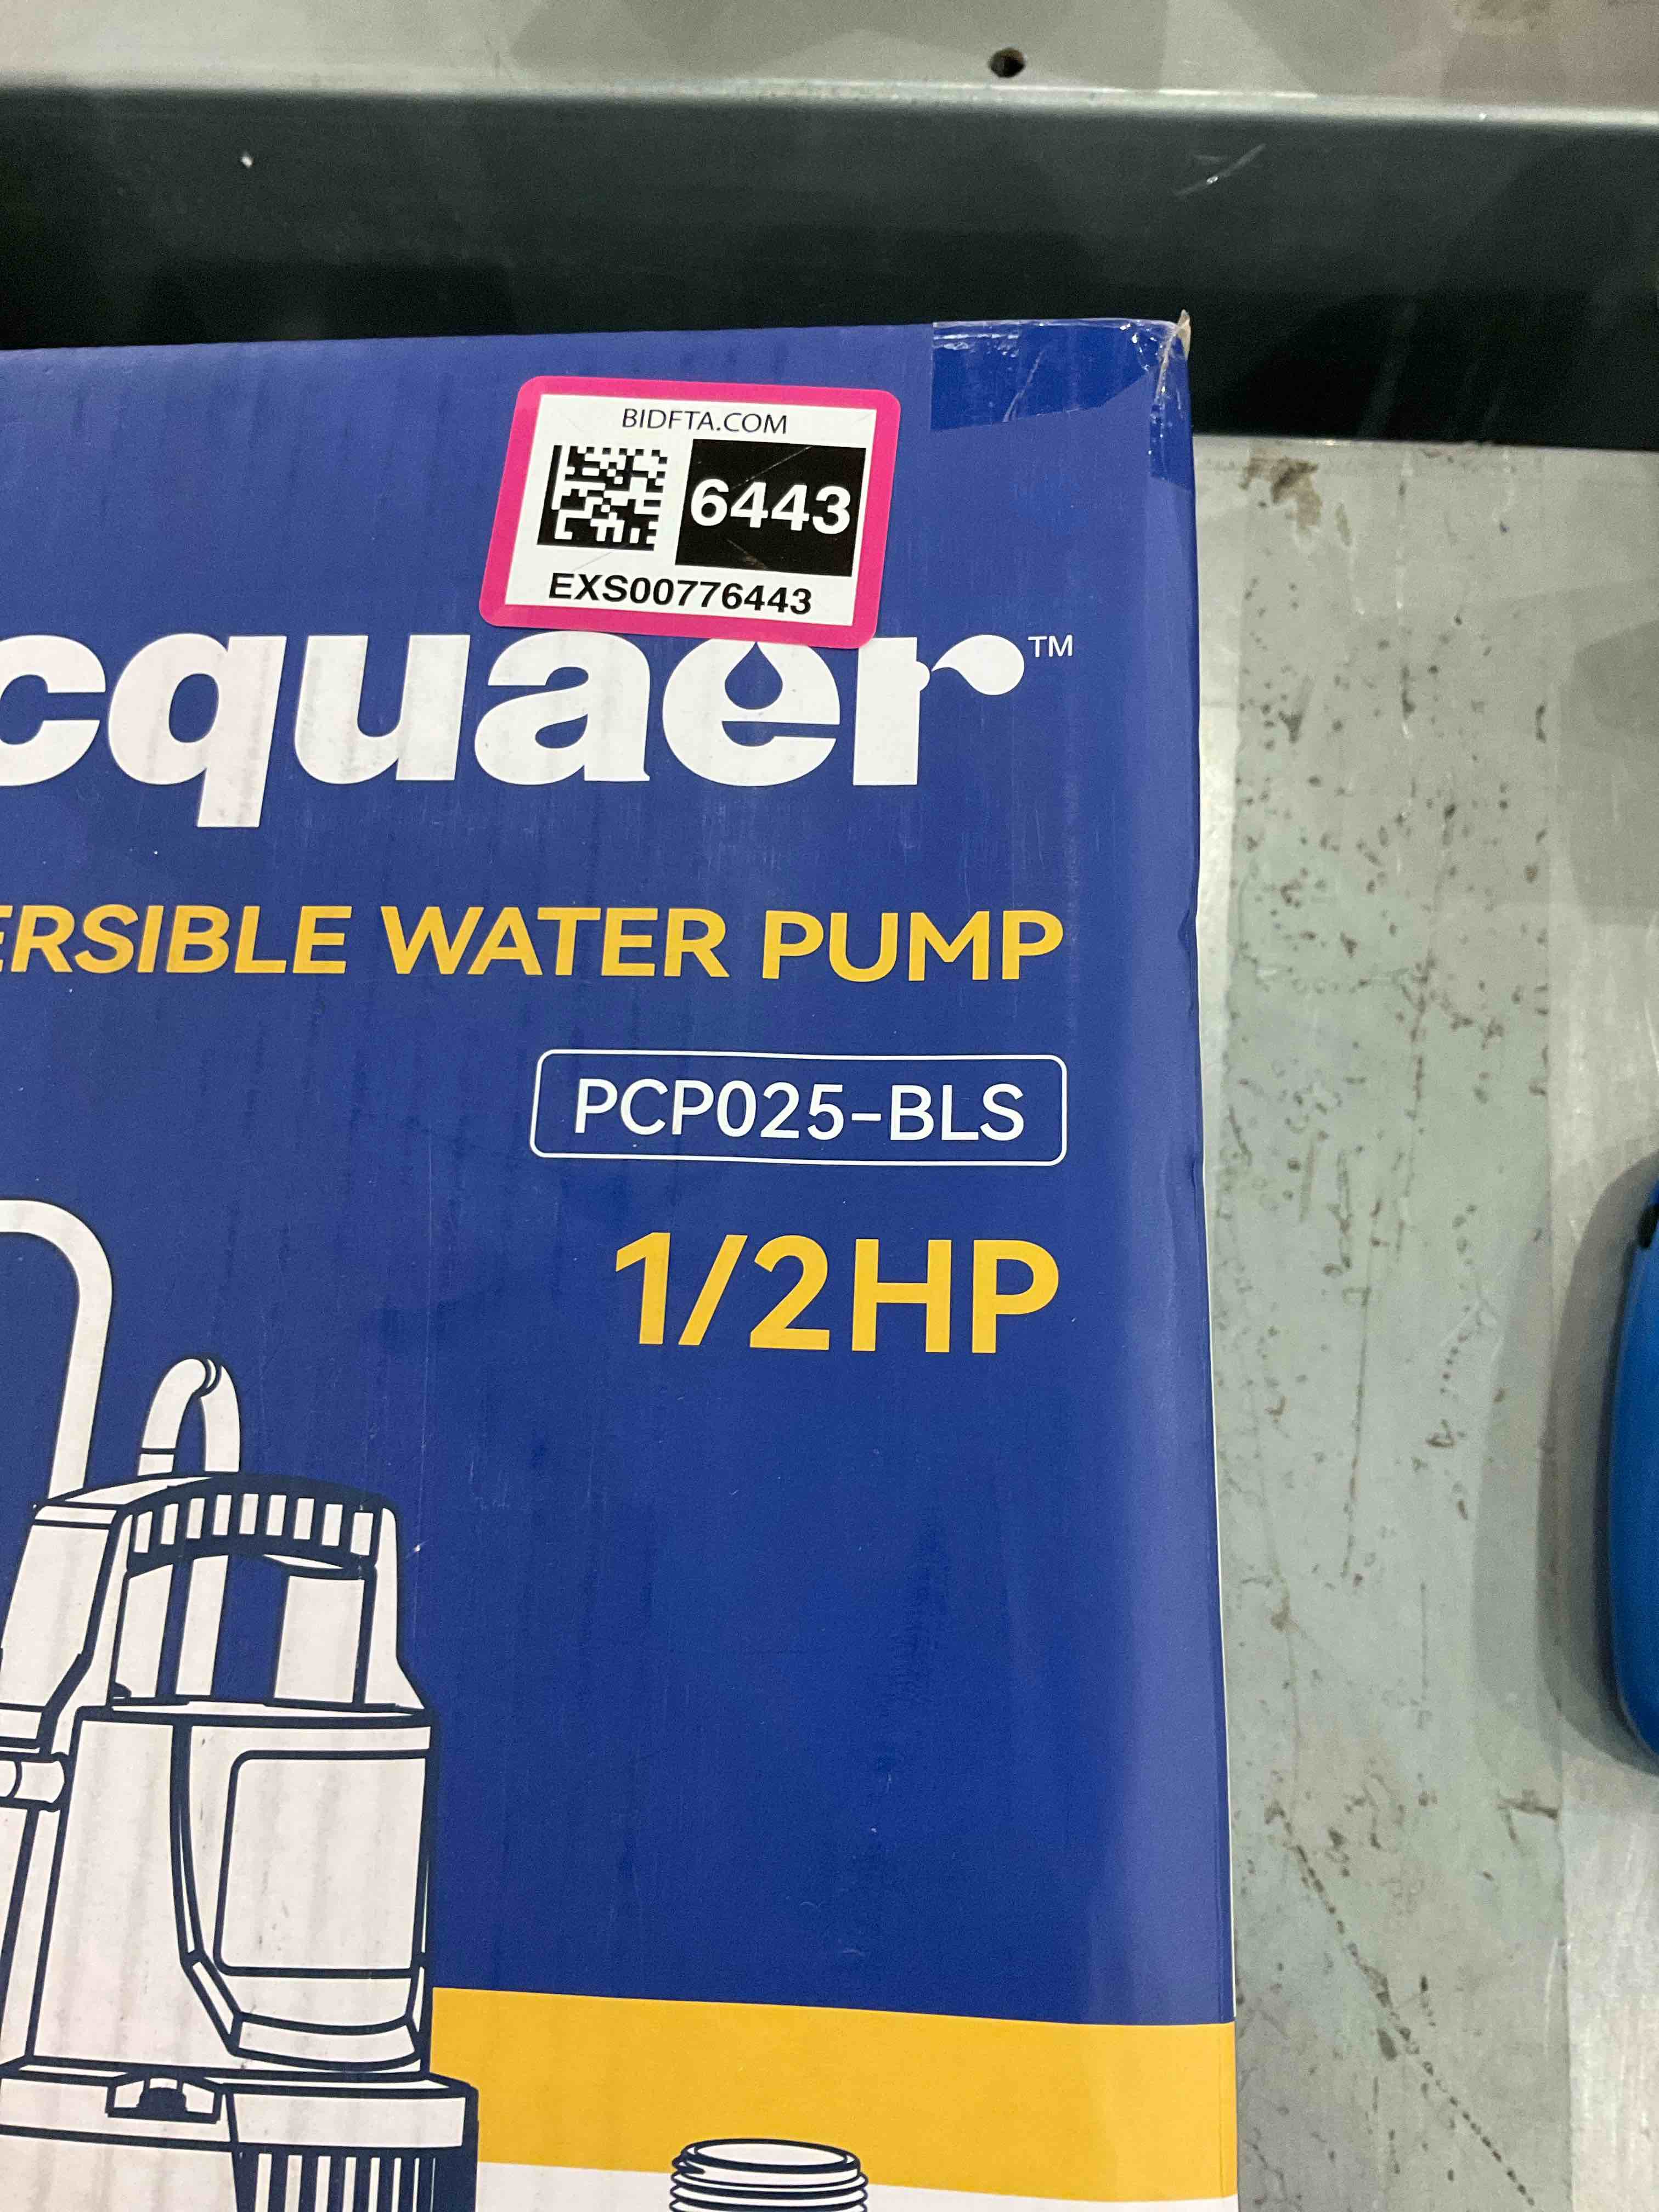 BIDFTA.COM
6443
EXS00776443
cquaer™
ERSIBLE WATER PUMP
PCP025-BLS
1/2HP